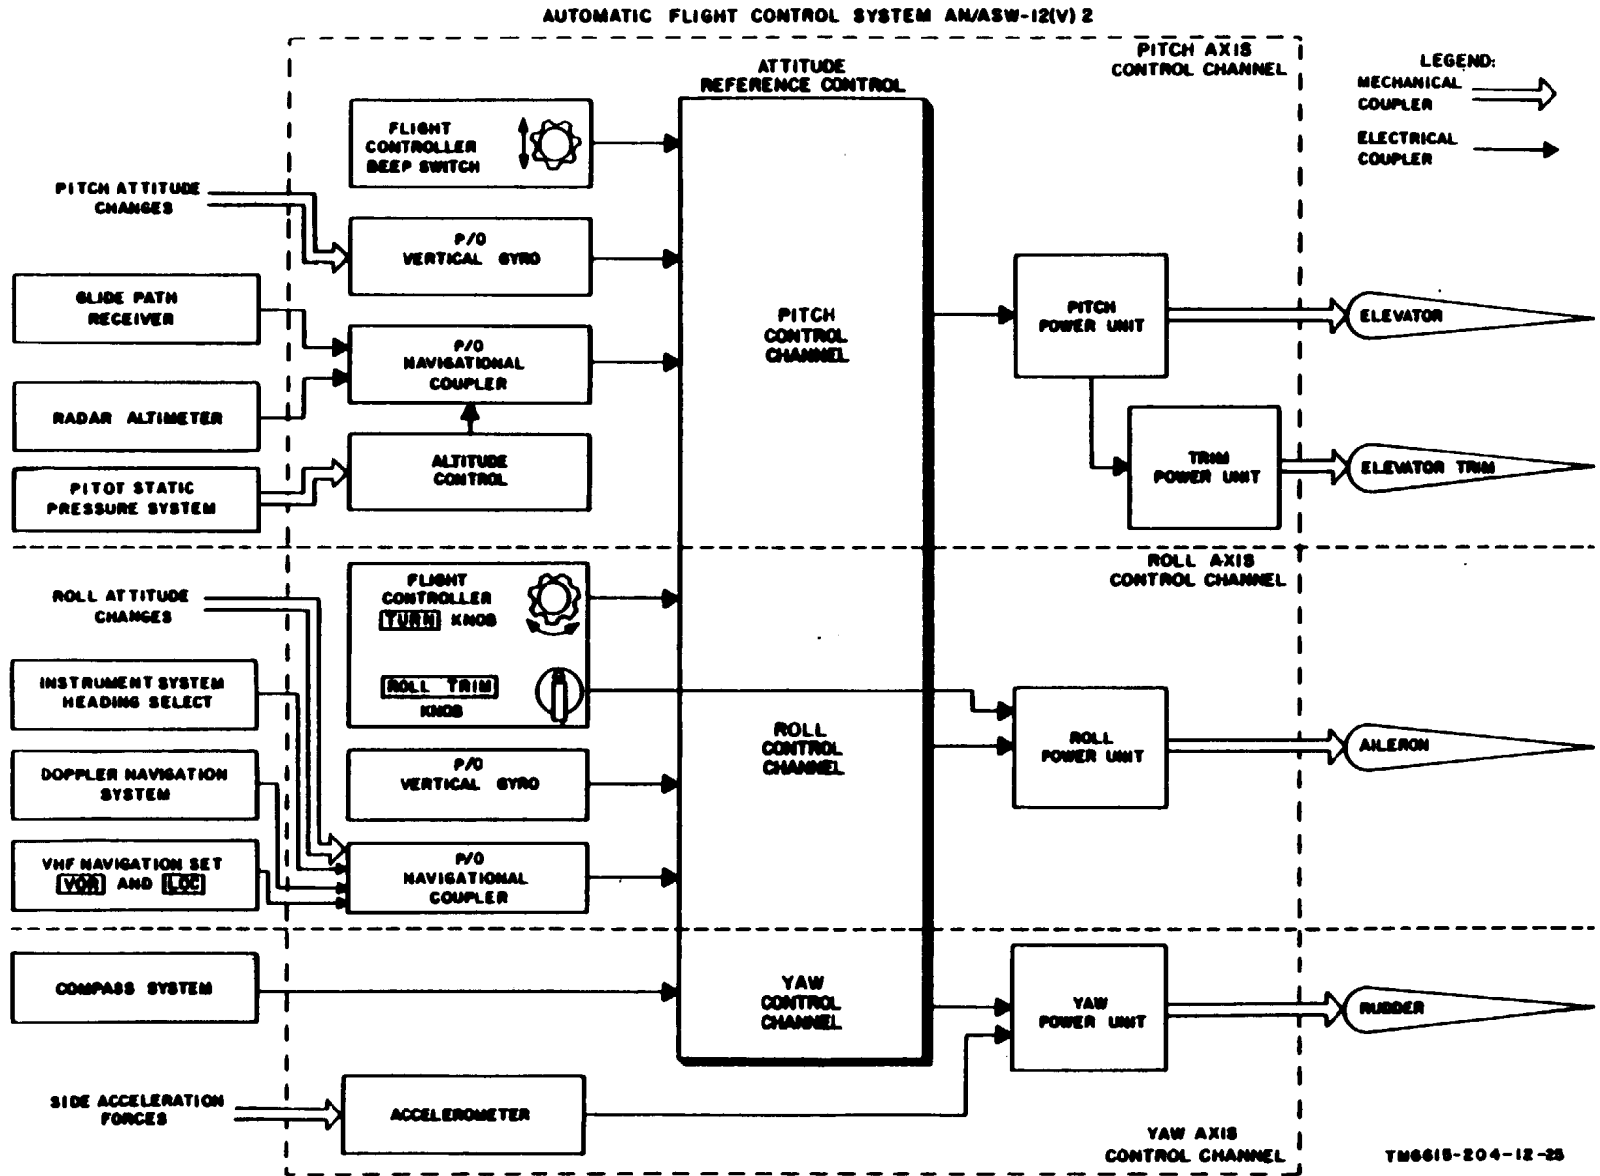 AUTOMATIC FLIGHT CONTROL SYSTEM AN/ASW-12(V) 2
PITCH AXIS
CONTROL CHANNEL
LEGEND:
MECHANICAL
COUPLER
ELECTRICAL
COUPLER
ATTITUDE
REFERENCE CONTROL
FLIGHT
CONTROLLER
BEEP SWITCH
PITCH ATTITUDE
CHANGES
P/O
VERTICAL GYRO
GLIDE PATH
RECEIVER
P/O
NAVIGATIONAL
COUPLER
RADAR ALTIMETER
ALTITUDE
CONTROL
PITOT STATIC
PRESSURE SYSTEM
PITCH
CONTROL
CHANNEL
PITCH
POWER UNIT
ELEVATOR
TRIM
POWER UNIT
ELEVATOR TRIM
ROLL AXIS
CONTROL CHANNEL
ROLL ATTITUDE
CHANGES
FLIGHT
CONTROLLER
TURN KNOB
ROLL TRIM
KNOB
INSTRUMENT SYSTEM
HEADING SELECT
DOPPLER NAVIGATION
SYSTEM
P/O
VERTICAL GYRO
VHF NAVIGATION SET
VOR AND LOC
P/O
NAVIGATIONAL
COUPLER
ROLL
CONTROL
CHANNEL
ROLL
POWER UNIT
AILERON
COMPASS SYSTEM
YAW
CONTROL
CHANNEL
YAW
POWER UNIT
RUDDER
SIDE ACCELERATION
FORCES
ACCELEROMETER
YAW AXIS
CONTROL CHANNEL
TM6615-204-12-25